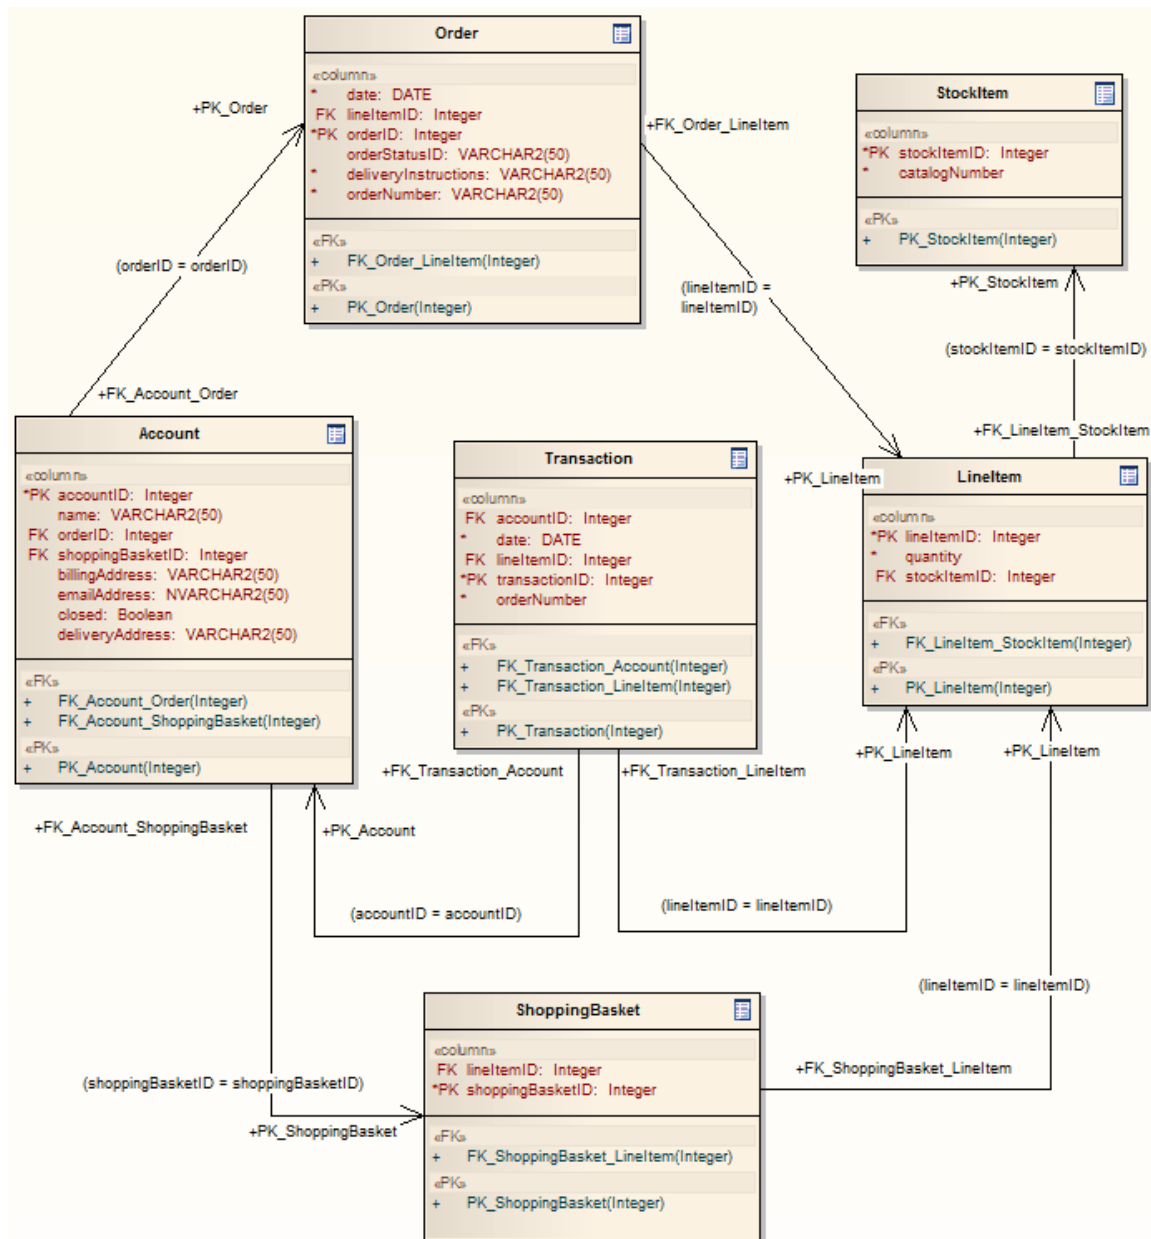 Order
«column»
* date: DATE
FK lineItemID: Integer
*PK orderID: Integer
orderStatusID: VARCHAR2(50)
* deliveryInstructions: VARCHAR2(50)
* orderNumber: VARCHAR2(50)
«FK»
+ FK_Order_LineItem(Integer)
«PK»
+ PK_Order(Integer)
+PK_Order
+FK_Order_LineItem
StockItem
«column»
*PK stockItemID: Integer
* catalogNumber
«PK»
+ PK_StockItem(Integer)
+PK_StockItem
(orderID = orderID)
(lineItemID =
lineItemID)
(stockItemID = stockItemID)
+FK_Account_Order
+FK_LineItem_StockItem
+PK_LineItem
Account
«column»
*PK accountID: Integer
name: VARCHAR2(50)
FK orderID: Integer
FK shoppingBasketID: Integer
billingAddress: VARCHAR2(50)
emailAddress: NVARCHAR2(50)
closed: Boolean
deliveryAddress: VARCHAR2(50)
«FK»
+ FK_Account_Order(Integer)
+ FK_Account_ShoppingBasket(Integer)
«PK»
+ PK_Account(Integer)
Transaction
«column»
FK accountID: Integer
* date: DATE
FK lineItemID: Integer
*PK transactionID: Integer
* orderNumber
«FK»
+ FK_Transaction_Account(Integer)
+ FK_Transaction_LineItem(Integer)
«PK»
+ PK_Transaction(Integer)
LineItem
«column»
*PK lineItemID: Integer
* quantity
FK stockItemID: Integer
«FK»
+ FK_LineItem_StockItem(Integer)
«PK»
+ PK_LineItem(Integer)
+PK_LineItem
+PK_LineItem
+FK_Transaction_Account
+FK_Transaction_LineItem
+FK_Account_ShoppingBasket
+PK_Account
(accountID = accountID)
(lineItemID = lineItemID)
(lineItemID = lineItemID)
ShoppingBasket
«column»
FK lineItemID: Integer
*PK shoppingBasketID: Integer
«FK»
+ FK_ShoppingBasket_LineItem(Integer)
«PK»
+ PK_ShoppingBasket(Integer)
+FK_ShoppingBasket_LineItem
(shoppingBasketID = shoppingBasketID)
+PK_ShoppingBasket